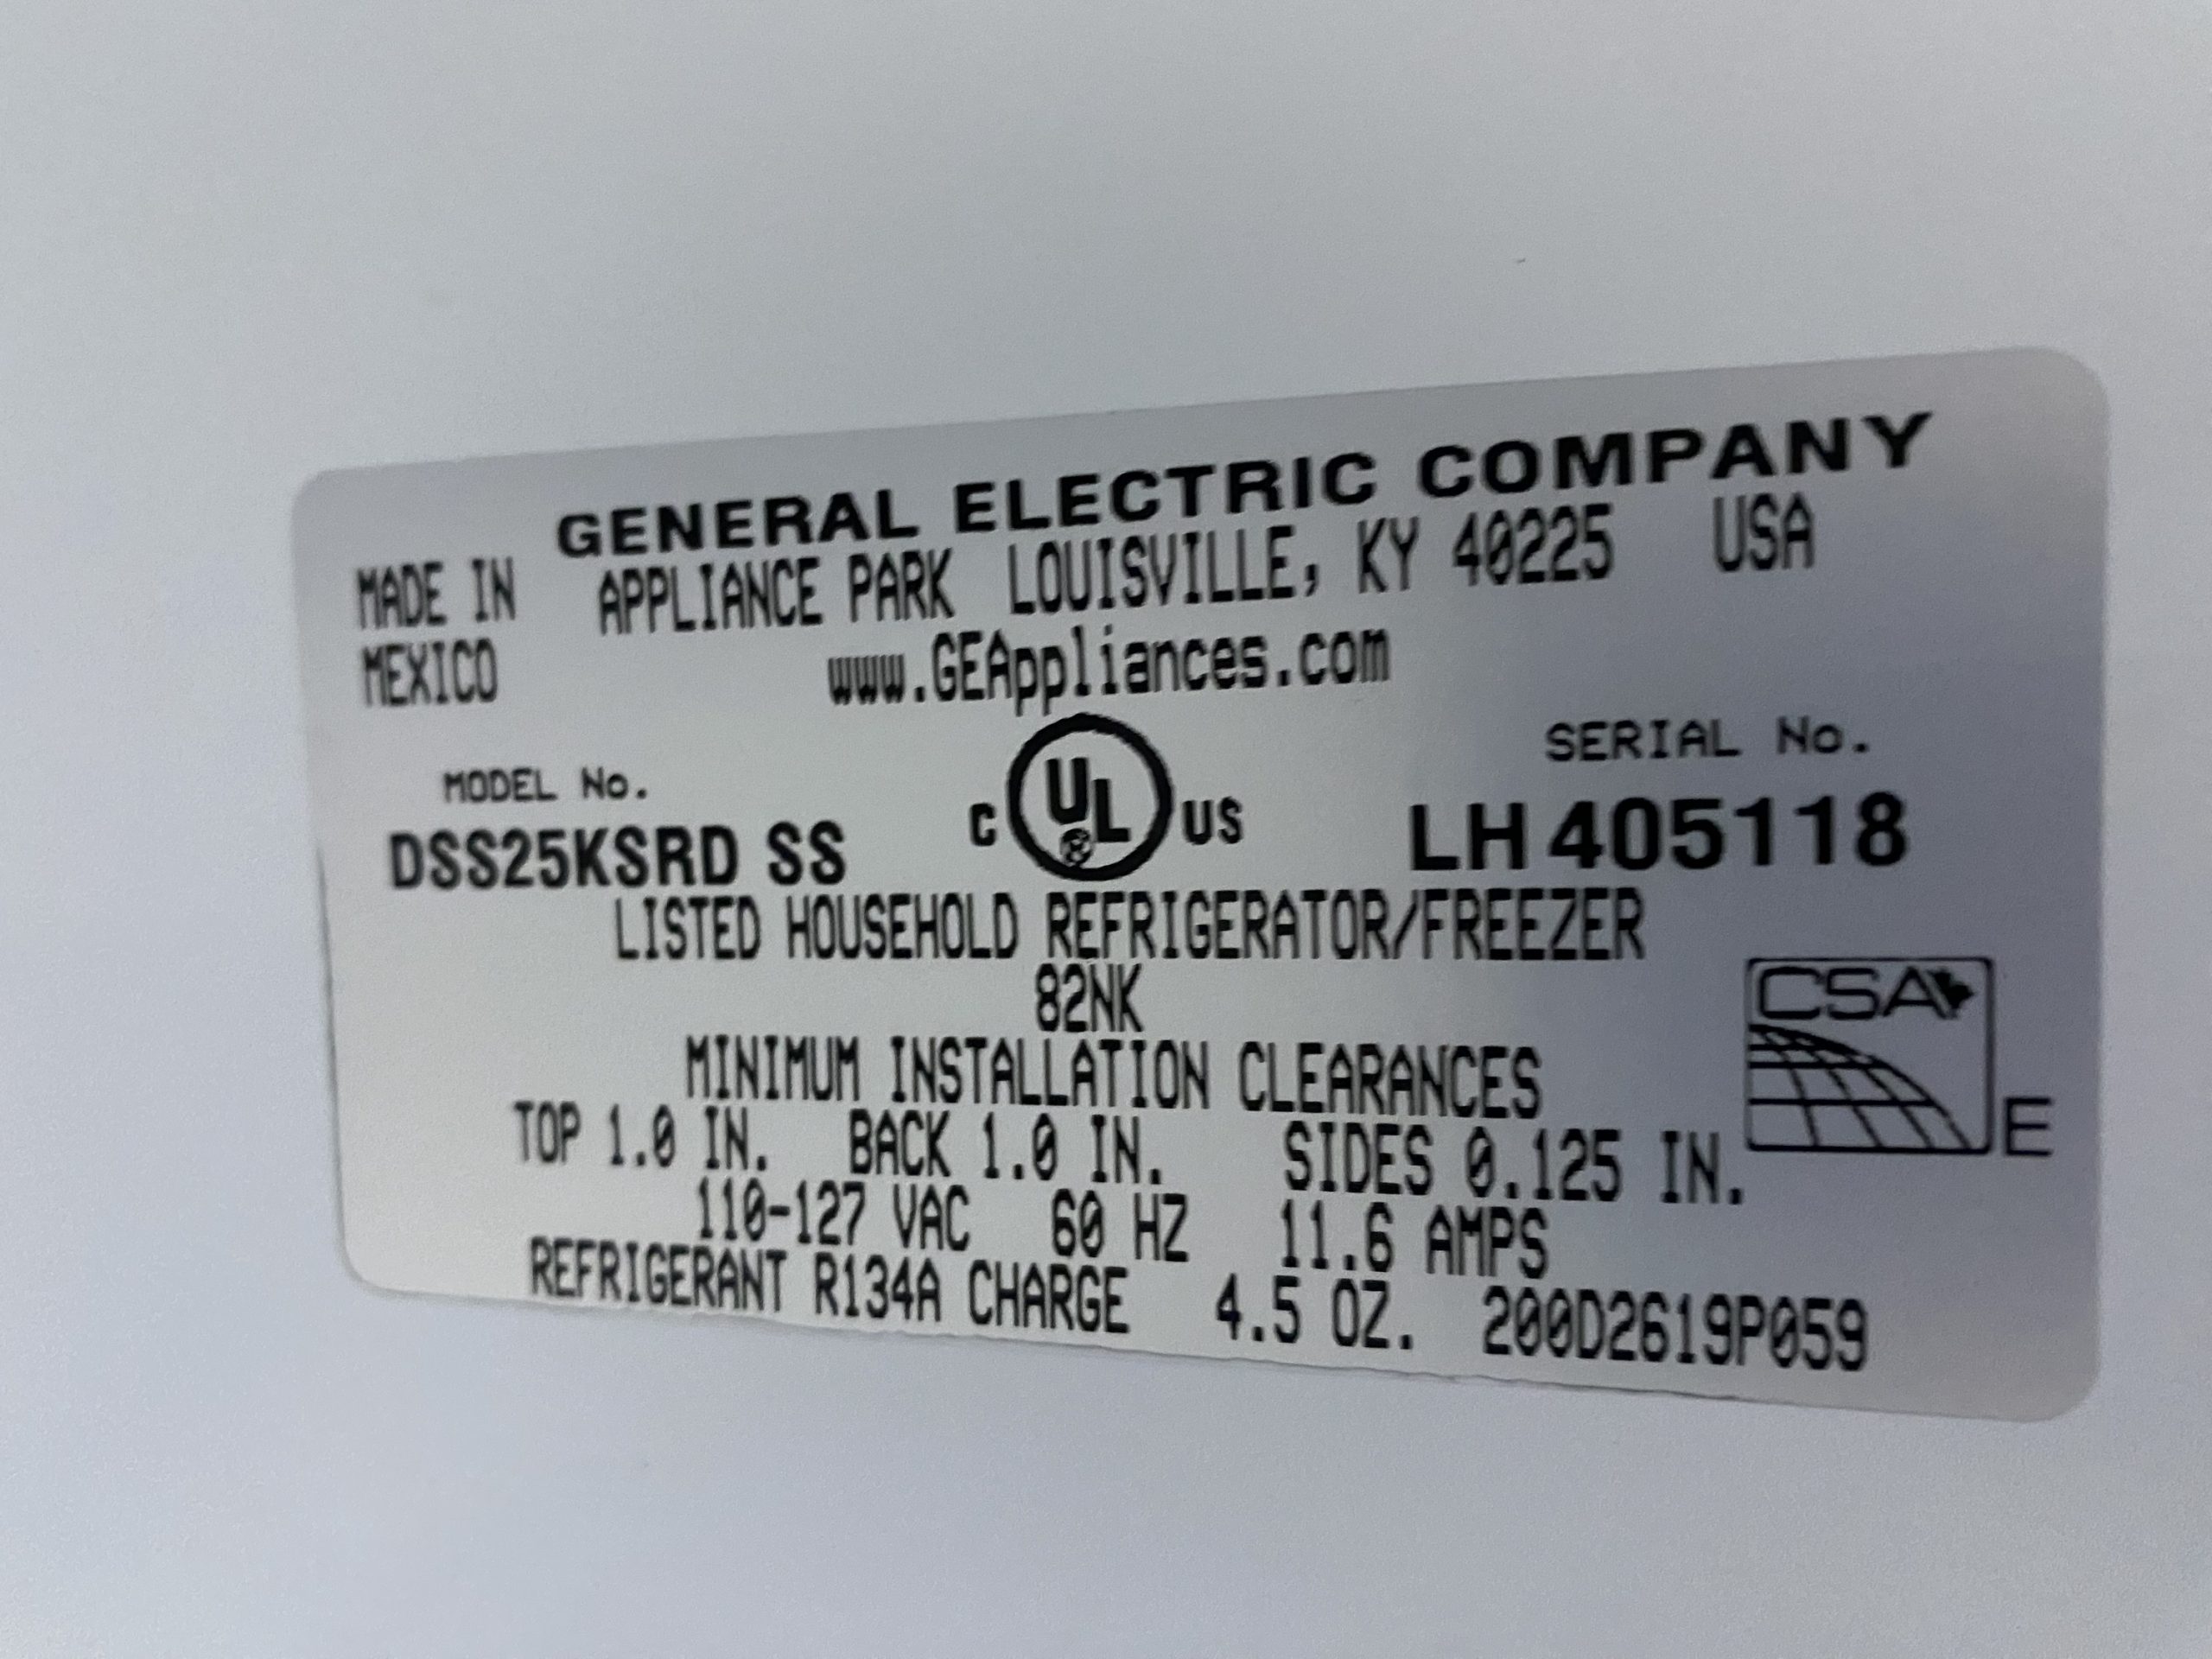 GENERAL ELECTRIC COMPANY
MADE IN APPLIANCE PARK LOUISVILLE, KY 40225 USA
MEXICO www.GEAppliances.com
MODEL No. SERIAL No.
DSS25KSRD SS C UL® US LH 405118
LISTED HOUSEHOLD REFRIGERATOR/FREEZER
82NK
CSA
MINIMUM INSTALLATION CLEARANCES
E
TOP 1.0 IN. BACK 1.0 IN. SIDES 0.125 IN.
110-127 VAC 60 HZ 11.6 AMPS
REFRIGERANT R134A CHARGE 4.5 OZ. 200D2619P059